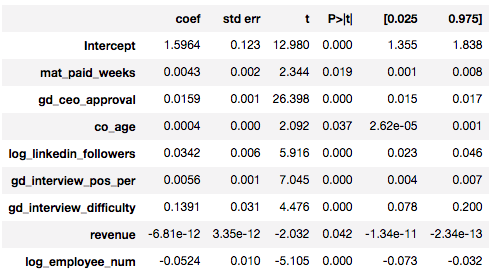 coef std err t P>|t| [0.025 0.975]
Intercept 1.5964 0.123 12.980 0.000 1.355 1.838
mat_paid_weeks 0.0043 0.002 2.344 0.019 0.001 0.008
gd_ceo_approval 0.0159 0.001 26.398 0.000 0.015 0.017
co_age 0.0004 0.000 2.092 0.037 2.62e-05 0.001
log_linkedin_followers 0.0342 0.006 5.916 0.000 0.023 0.046
gd_interview_pos_per 0.0056 0.001 7.045 0.000 0.004 0.007
gd_interview_difficulty 0.1391 0.031 4.476 0.000 0.078 0.200
revenue -6.81e-12 3.35e-12 -2.032 0.042 -1.34e-11 -2.34e-13
log_employee_num -0.0524 0.010 -5.105 0.000 -0.073 -0.032